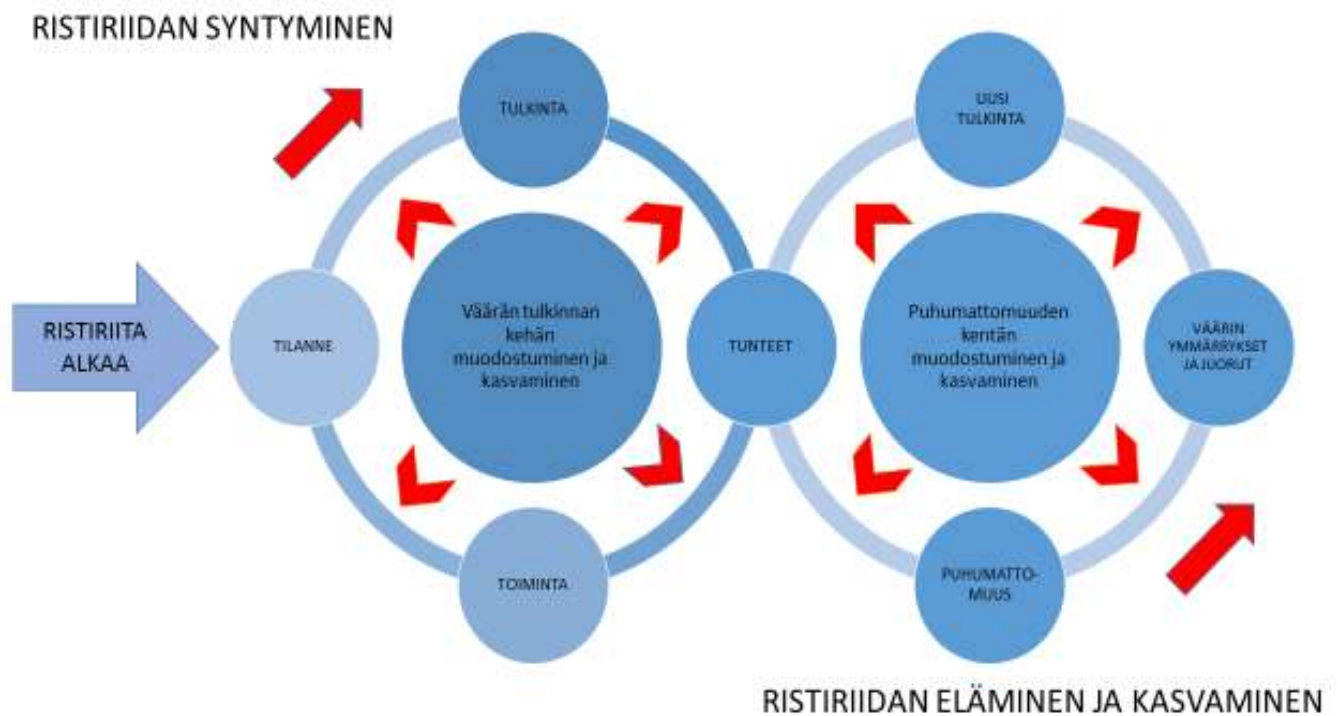 RISTIRIIDAN SYNTYMINEN
TULKINTA
UUSI
TULKINTA
RISTIRIITA
ALKAA
TILANNE
Väärän tulkinnan
kehän
muodostuminen ja
kasvaminen
TUNTEET
Puhumattomuuden
kentän
muodostuminen ja
kasvaminen
VÄÄRIN
YMMÄRRYKSET
JA JUORUT
TOIMINTA
PUHUMATTO-
MUUS
RISTIRIIDAN ELÄMINEN JA KASVAMINEN